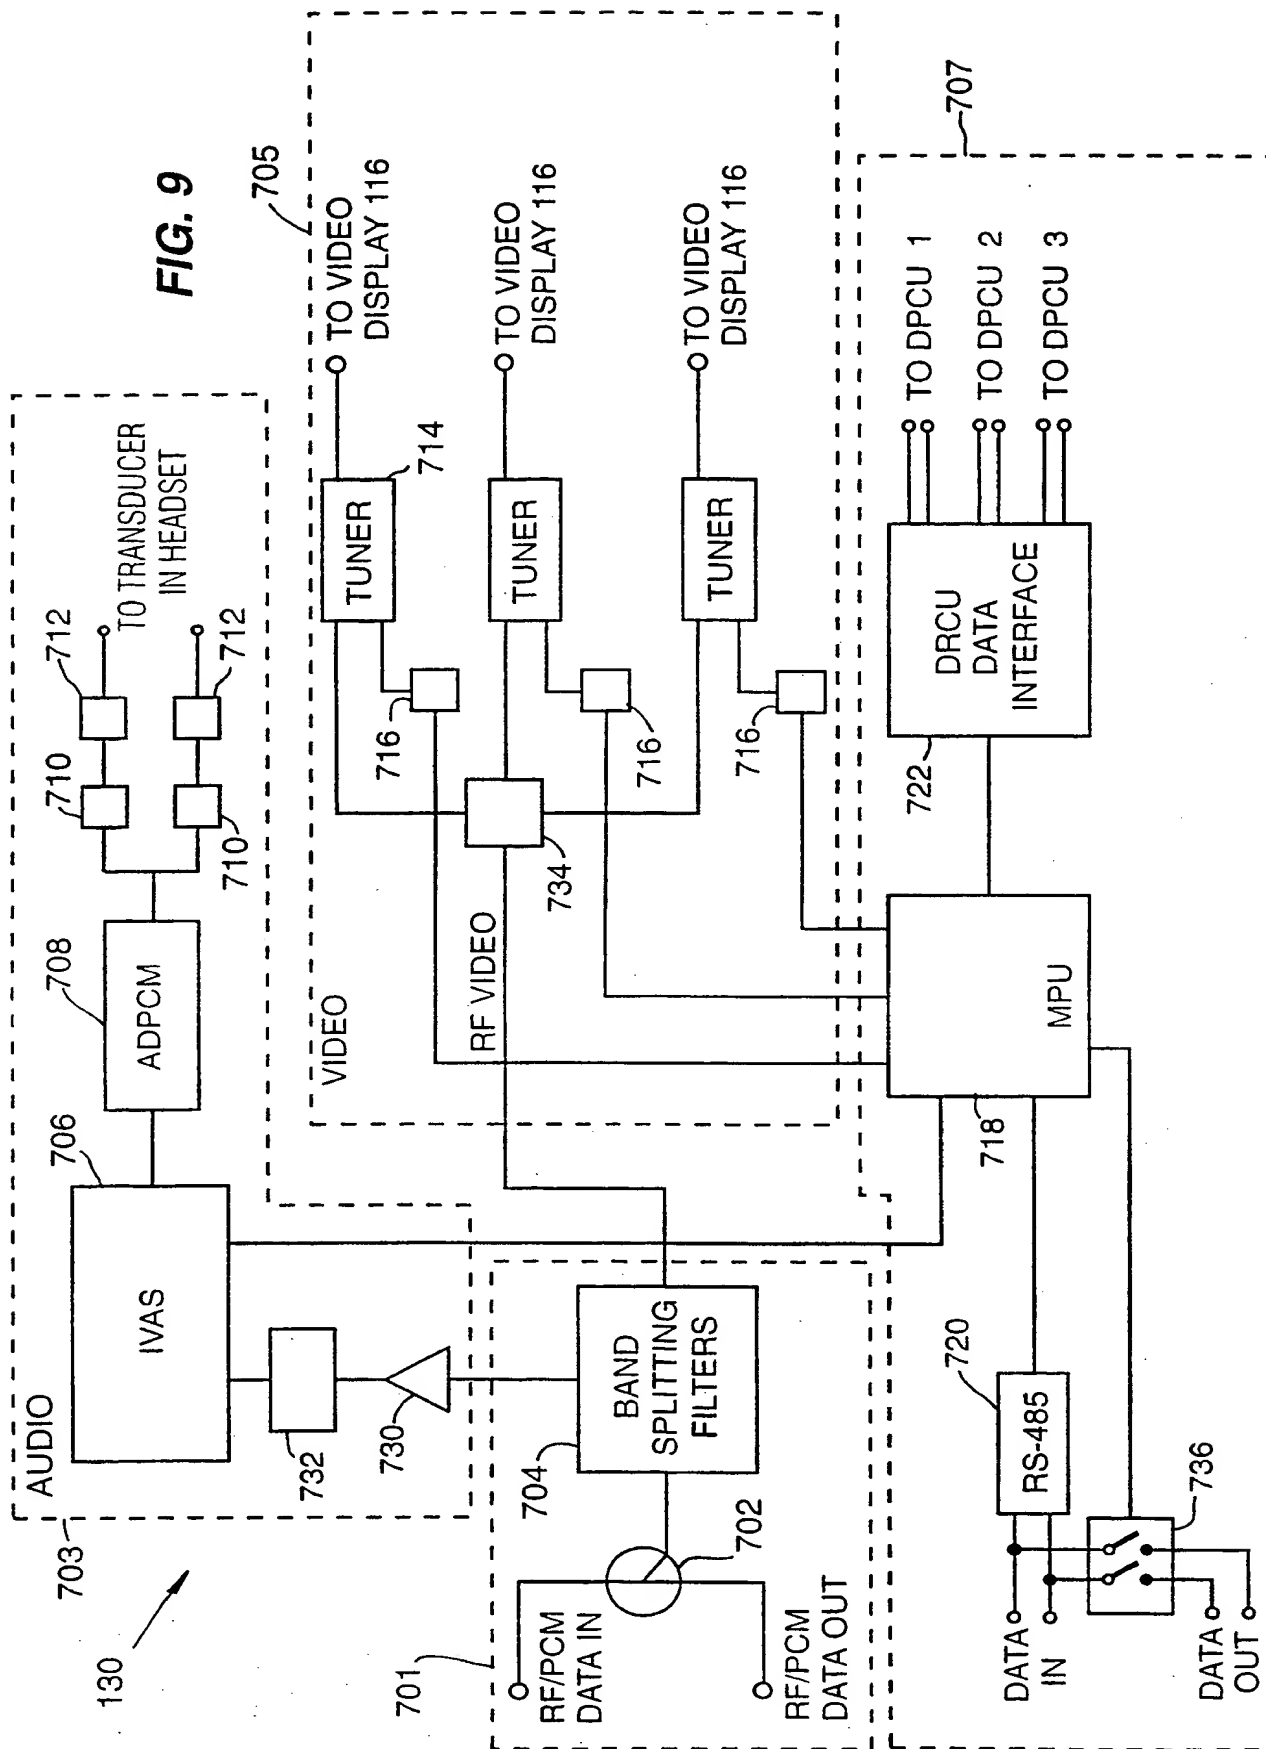 FIG. 9
130
703
AUDIO
IVAS
706
732
730
ADPCM
708
710
710
712
712
TO TRANSDUCER
IN HEADSET
705
VIDEO
RF VIDEO
734
TUNER
714
716
TO VIDEO
DISPLAY 116
TUNER
716
TO VIDEO
DISPLAY 116
TUNER
716
TO VIDEO
DISPLAY 116
701
RF/PCM
DATA IN
RF/PCM
DATA OUT
702
704
BAND
SPLITTING
FILTERS
707
DATA
IN
DATA
OUT
736
720
RS-485
718
MPU
722
DRCU
DATA
INTERFACE
TO DPCU 1
TO DPCU 2
TO DPCU 3